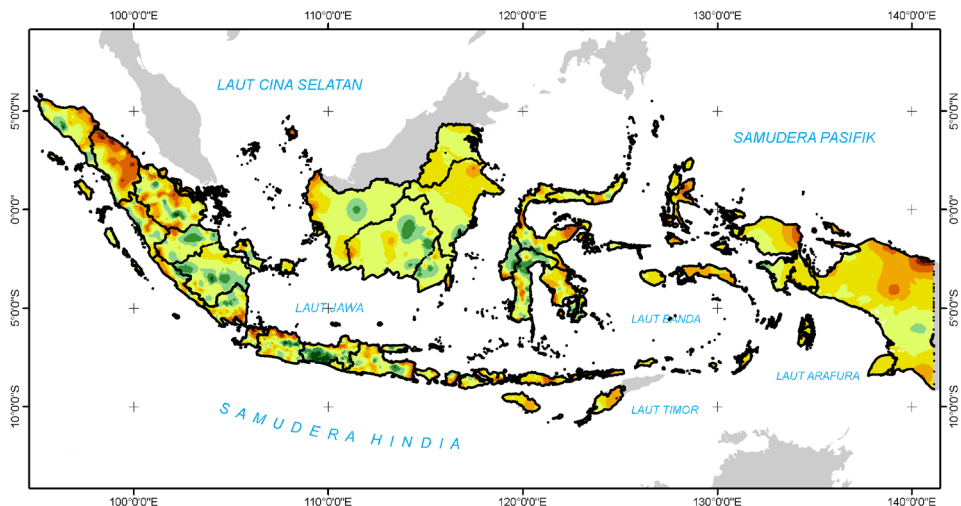 100°0'0"E 110°0'0"E 120°0'0"E 130°0'0"E 140°0'0"E
LAUT CINA SELATAN
5°0'0"N 5°0'0"N
SAMUDERA PASIFIK
0°0'0" 0°0'0"
LAUT JAWA
LAUT BANDA
5°0'0"S 5°0'0"S
LAUT ARAFURA
10°0'0"S 10°0'0"S
LAUT TIMOR
SAMUDERA HINDIA
100°0'0"E 110°0'0"E 120°0'0"E 130°0'0"E 140°0'0"E